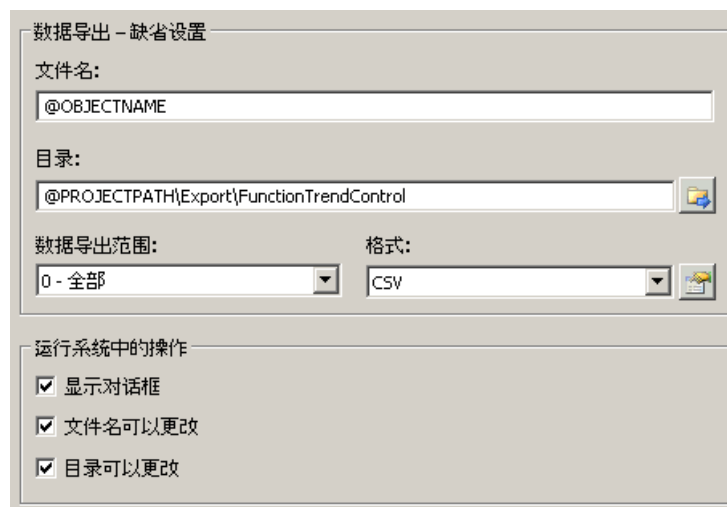 数据导出 – 缺省设置
文件名:
@OBJECTNAME
目录:
@PROJECTPATH\Export\FunctionTrendControl
数据导出范围: 格式:
0 - 全部 CSV
运行系统中的操作
显示对话框
文件名可以更改
目录可以更改